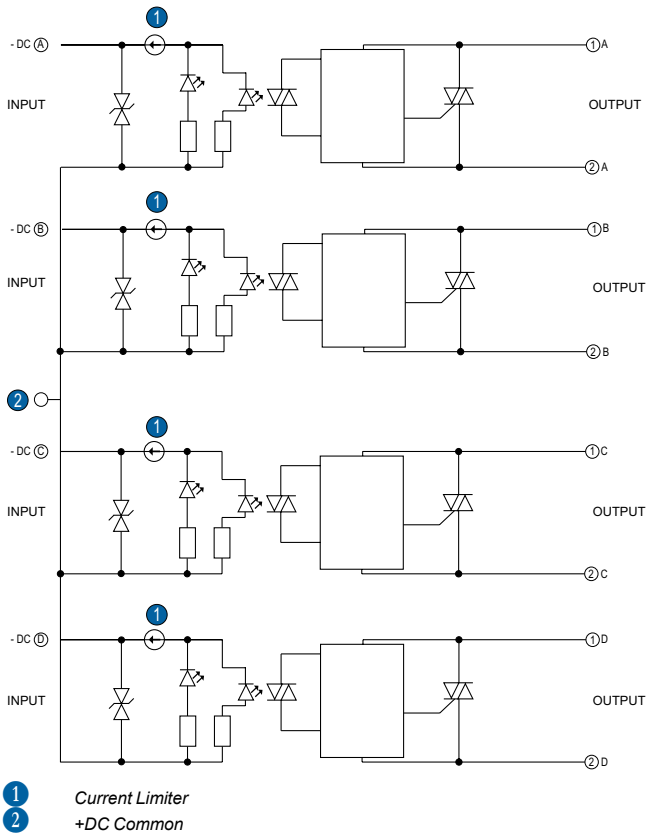 1
- DC Ⓐ
① A
INPUT
OUTPUT
② A
1
- DC Ⓑ
① B
INPUT
OUTPUT
② B
2
1
- DC Ⓒ
① C
INPUT
OUTPUT
② C
1
- DC Ⓓ
① D
INPUT
OUTPUT
② D
1 Current Limiter
2 +DC Common